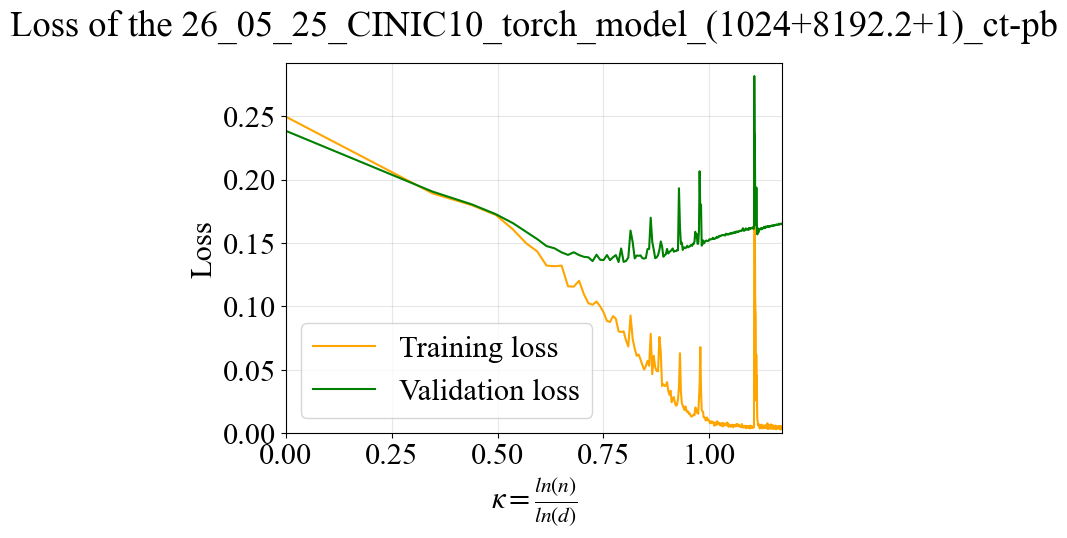 Loss of the 26_05_25_CINIC10_torch_model_(1024+8192.2+1)_ct-pb
0.25
0.20
0.15
0.10
0.05
0.00
Loss
Training loss
Validation loss
0.00 0.25 0.50 0.75 1.00
κ = ln(n)/ln(d)